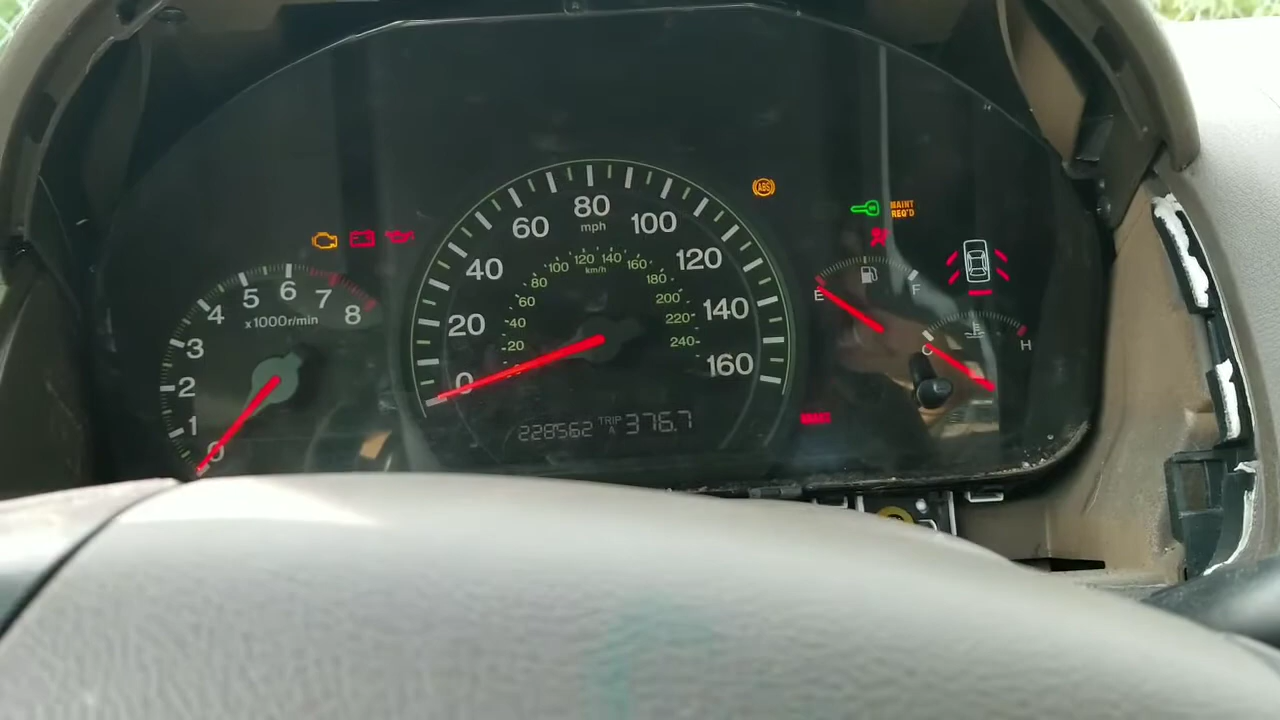 80
60 100
mph
40 120
20 140
0 160
100 120 140 160
km/h
80 180
60 200
40 220
20 240
ABS
MAINT
REQ'D
5 6 7
4 8
x1000r/min
3
2
1
0
E F
C H
228562 TRIP A 376.7